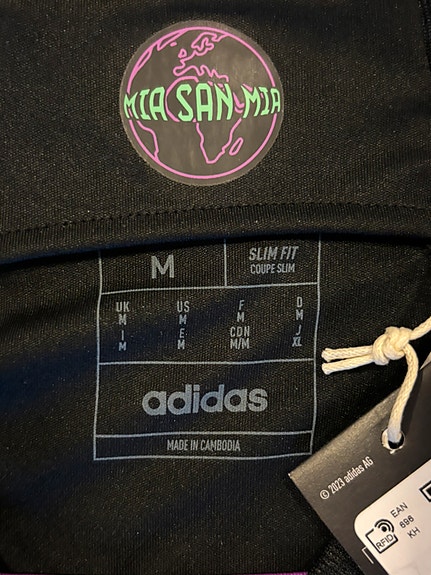 MIA SAN MIA
M
SLIM FIT
COUPE SLIM
UK US F D
M M M M
I E CDN J
M M M/M XL
adidas
MADE IN CAMBODIA
© 2023 adidas AG
RFID
EAN
696
KH